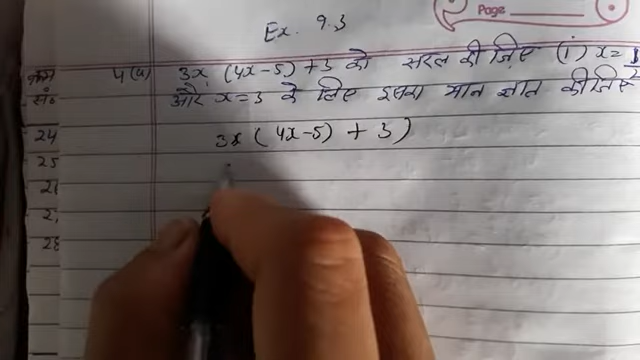 Page
Ex. 9.3
क्रम 4(a) 3x (4x-5) +3 को सरल कीजिए (i) x=
सं० और x=3 के लिए इसका मान ज्ञात कीजिए
24 3x (4x-5) + 3)
25
28